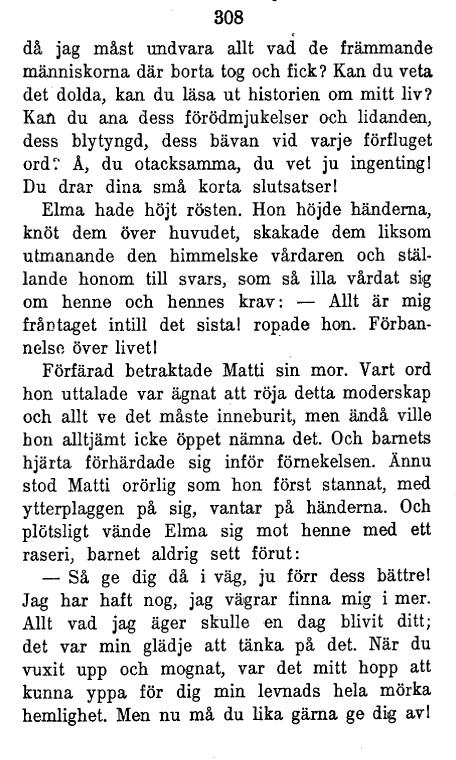 308
då jag måst undvara allt vad de främmande
människorna där borta tog och fick? Kan du veta
det dolda, kan du läsa ut historien om mitt liv?
Kan du ana dess förödmjukelser och lidanden,
dess blytyngd, dess bävan vid varje förfluget
ord? Å, du otacksamma, du vet ju ingenting!
Du drar dina små korta slutsatser!
Elma hade höjt rösten. Hon höjde händerna,
knöt dem över huvudet, skakade dem liksom
utmanande den himmelske vårdaren och stäl-
lande honom till svars, som så illa vårdat sig
om henne och hennes krav: — Allt är mig
fråntaget intill det sista! ropade hon. Förban-
nelse över livet!
Förfärad betraktade Matti sin mor. Vart ord
hon uttalade var ägnat att röja detta moderskap
och allt ve det måste inneburit, men ändå ville
hon alltjämt icke öppet nämna det. Och barnets
hjärta förhärdade sig inför förnekelsen. Ännu
stod Matti orörlig som hon först stannat, med
ytterplaggen på sig, vantar på händerna. Och
plötsligt vände Elma sig mot henne med ett
raseri, barnet aldrig sett förut:
— Så ge dig då i väg, ju förr dess bättre!
Jag har haft nog, jag vägrar finna mig i mer.
Allt vad jag äger skulle en dag blivit ditt;
det var min glädje att tänka på det. När du
vuxit upp och mognat, var det mitt hopp att
kunna yppa för dig min levnads hela mörka
hemlighet. Men nu må du lika gärna ge dig av!